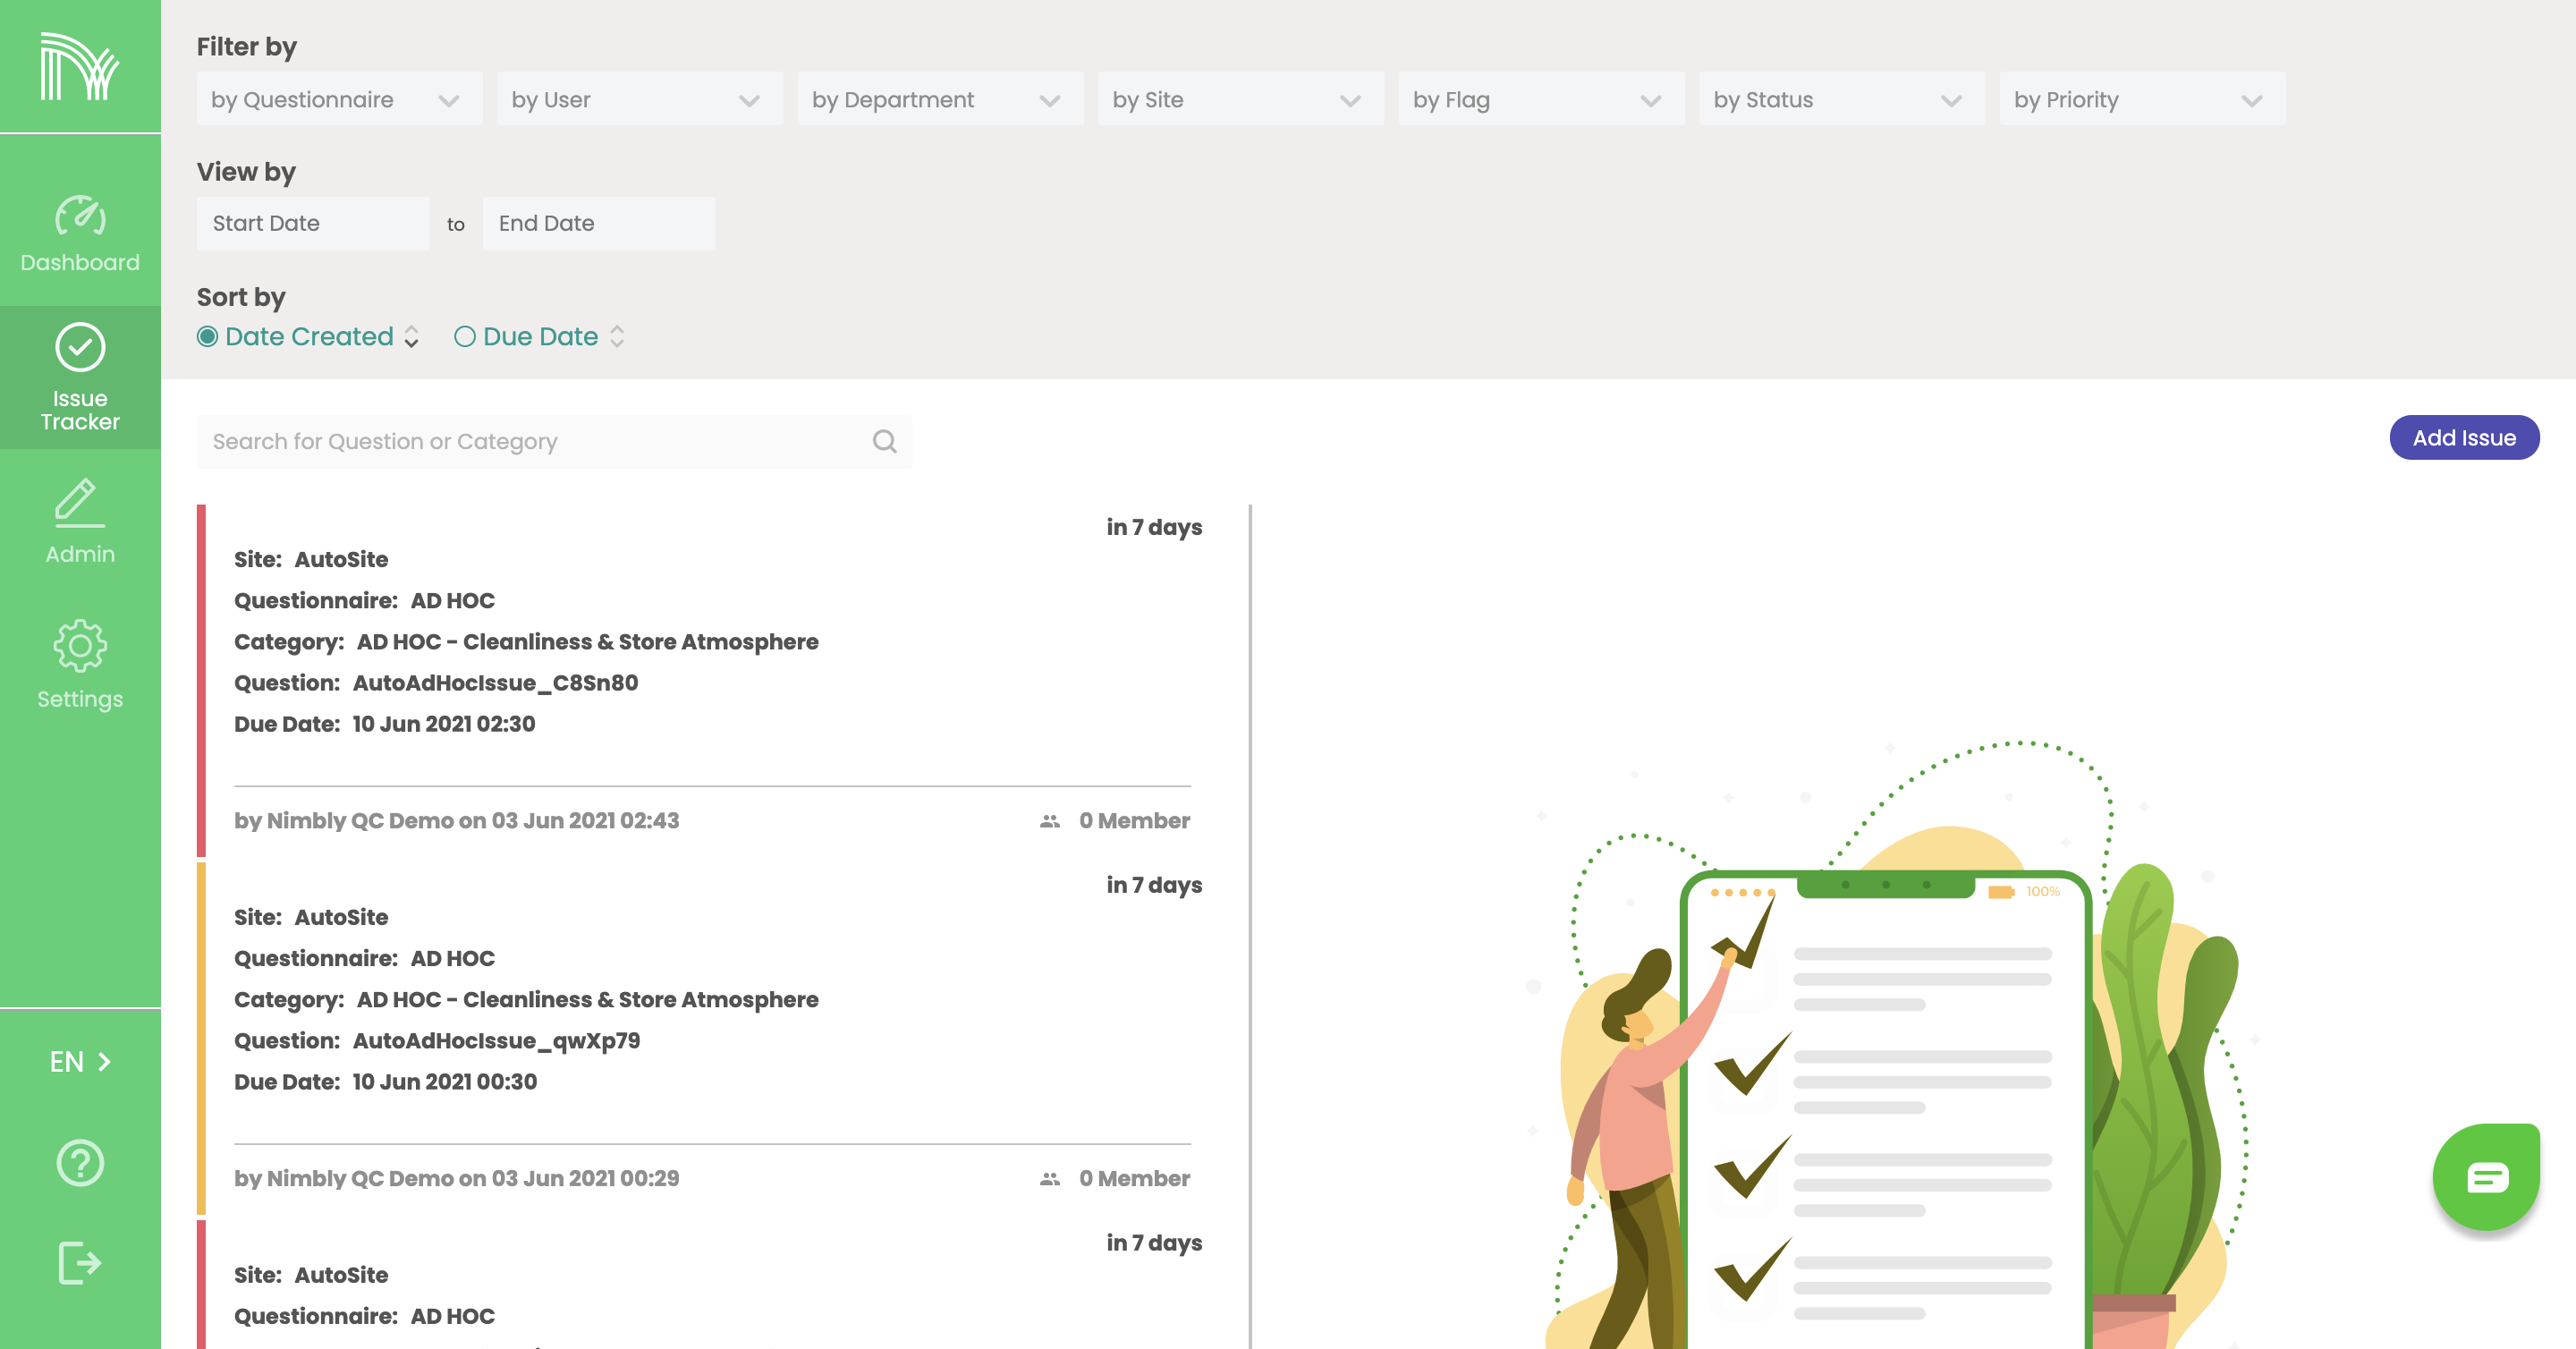 Filter by
by Questionnaire by User by Department by Site by Flag by Status by Priority
View by
Start Date to End Date
Sort by
Date Created Due Date
Dashboard
Issue
Tracker
Admin
Settings
EN
Search for Question or Category
Add Issue
in 7 days
Site: AutoSite
Questionnaire: AD HOC
Category: AD HOC - Cleanliness & Store Atmosphere
Question: AutoAdHocIssue_C8Sn80
Due Date: 10 Jun 2021 02:30
by Nimbly QC Demo on 03 Jun 2021 02:43 0 Member
in 7 days
Site: AutoSite
Questionnaire: AD HOC
Category: AD HOC - Cleanliness & Store Atmosphere
Question: AutoAdHocIssue_qwXp79
Due Date: 10 Jun 2021 00:30
by Nimbly QC Demo on 03 Jun 2021 00:29 0 Member
in 7 days
Site: AutoSite
Questionnaire: AD HOC
100%